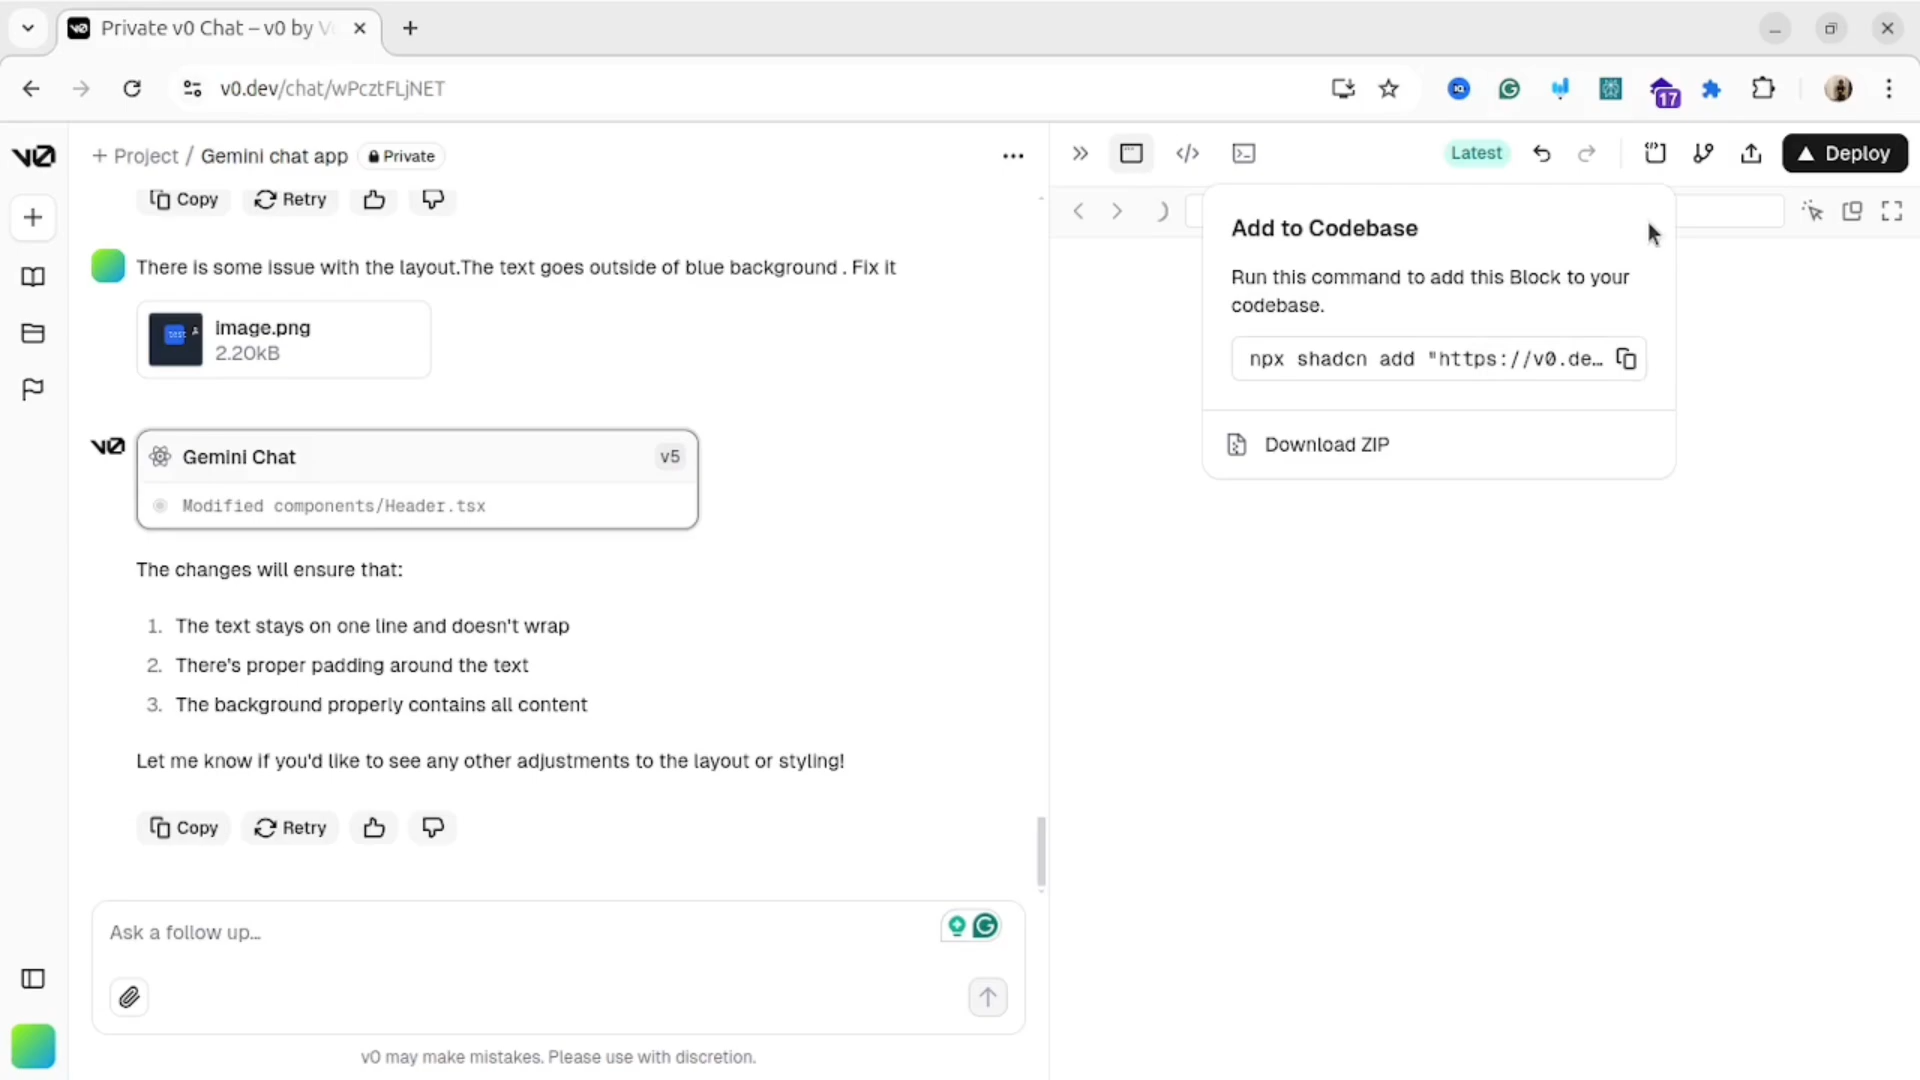 Private v0 Chat – v0 by V
v0.dev/chat/wPcztFLjNET
17
v0
+ Project / Gemini chat app
Private
Latest
Deploy
Copy
Retry
There is some issue with the layout.The text goes outside of blue background . Fix it
image.png
2.20kB
v0
Gemini Chat
v5
Modified components/Header.tsx
The changes will ensure that:
1. The text stays on one line and doesn't wrap
2. There's proper padding around the text
3. The background properly contains all content
Let me know if you'd like to see any other adjustments to the layout or styling!
Copy
Retry
Ask a follow up…
v0 may make mistakes. Please use with discretion.
Add to Codebase
Run this command to add this Block to your
codebase.
npx shadcn add "https://v0.de…
Download ZIP